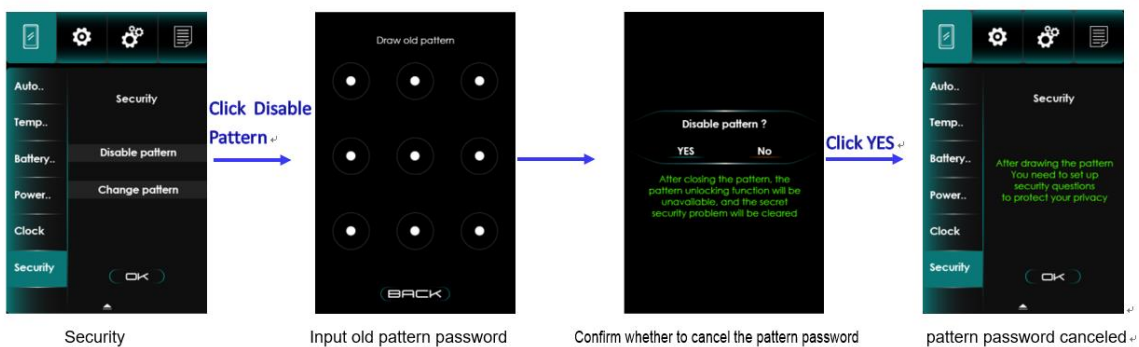 Auto..
Temp..
Battery..
Power..
Clock
Security
Security
Disable pattern
Change pattern
OK
Security
Click Disable
Pattern
Draw old pattern
BACK
Input old pattern password
Disable pattern ?
YES No
After closing the pattern, the
pattern unlocking function will be
unavailable, and the secret
security problem will be cleared
Confirm whether to cancel the pattern password
Click YES
Auto..
Temp..
Battery..
Power..
Clock
Security
Security
After drawing the pattern
You need to set up
security questions
to protect your privacy
OK
pattern password canceled